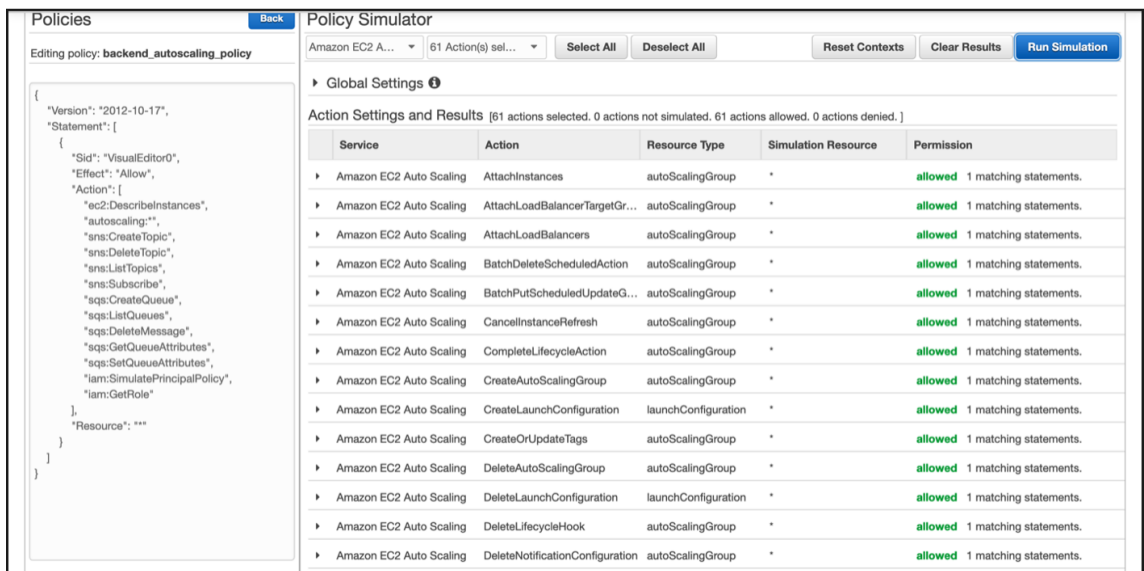 Policies
Back
Editing policy: backend_autoscaling_policy
{
"Version": "2012-10-17",
"Statement": [
{
"Sid": "VisualEditor0",
"Effect": "Allow",
"Action": [
"ec2:DescribeInstances",
"autoscaling:*",
"sns:CreateTopic",
"sns:DeleteTopic",
"sns:ListTopics",
"sns:Subscribe",
"sqs:CreateQueue",
"sqs:ListQueues",
"sqs:DeleteMessage",
"sqs:GetQueueAttributes",
"sqs:SetQueueAttributes",
"iam:SimulatePrincipalPolicy",
"iam:GetRole"
],
"Resource": "*"
}
]
}
Policy Simulator
Amazon EC2 A... 61 Action(s) sel... Select All Deselect All Reset Contexts Clear Results Run Simulation
Global Settings
Action Settings and Results [61 actions selected. 0 actions not simulated. 61 actions allowed. 0 actions denied. ]
Service Action Resource Type Simulation Resource Permission
Amazon EC2 Auto Scaling AttachInstances autoScalingGroup * allowed 1 matching statements.
Amazon EC2 Auto Scaling AttachLoadBalancerTargetGr... autoScalingGroup * allowed 1 matching statements.
Amazon EC2 Auto Scaling AttachLoadBalancers autoScalingGroup * allowed 1 matching statements.
Amazon EC2 Auto Scaling BatchDeleteScheduledAction autoScalingGroup * allowed 1 matching statements.
Amazon EC2 Auto Scaling BatchPutScheduledUpdateG... autoScalingGroup * allowed 1 matching statements.
Amazon EC2 Auto Scaling CancelInstanceRefresh autoScalingGroup * allowed 1 matching statements.
Amazon EC2 Auto Scaling CompleteLifecycleAction autoScalingGroup * allowed 1 matching statements.
Amazon EC2 Auto Scaling CreateAutoScalingGroup autoScalingGroup * allowed 1 matching statements.
Amazon EC2 Auto Scaling CreateLaunchConfiguration launchConfiguration * allowed 1 matching statements.
Amazon EC2 Auto Scaling CreateOrUpdateTags autoScalingGroup * allowed 1 matching statements.
Amazon EC2 Auto Scaling DeleteAutoScalingGroup autoScalingGroup * allowed 1 matching statements.
Amazon EC2 Auto Scaling DeleteLaunchConfiguration launchConfiguration * allowed 1 matching statements.
Amazon EC2 Auto Scaling DeleteLifecycleHook autoScalingGroup * allowed 1 matching statements.
Amazon EC2 Auto Scaling DeleteNotificationConfiguration autoScalingGroup * allowed 1 matching statements.